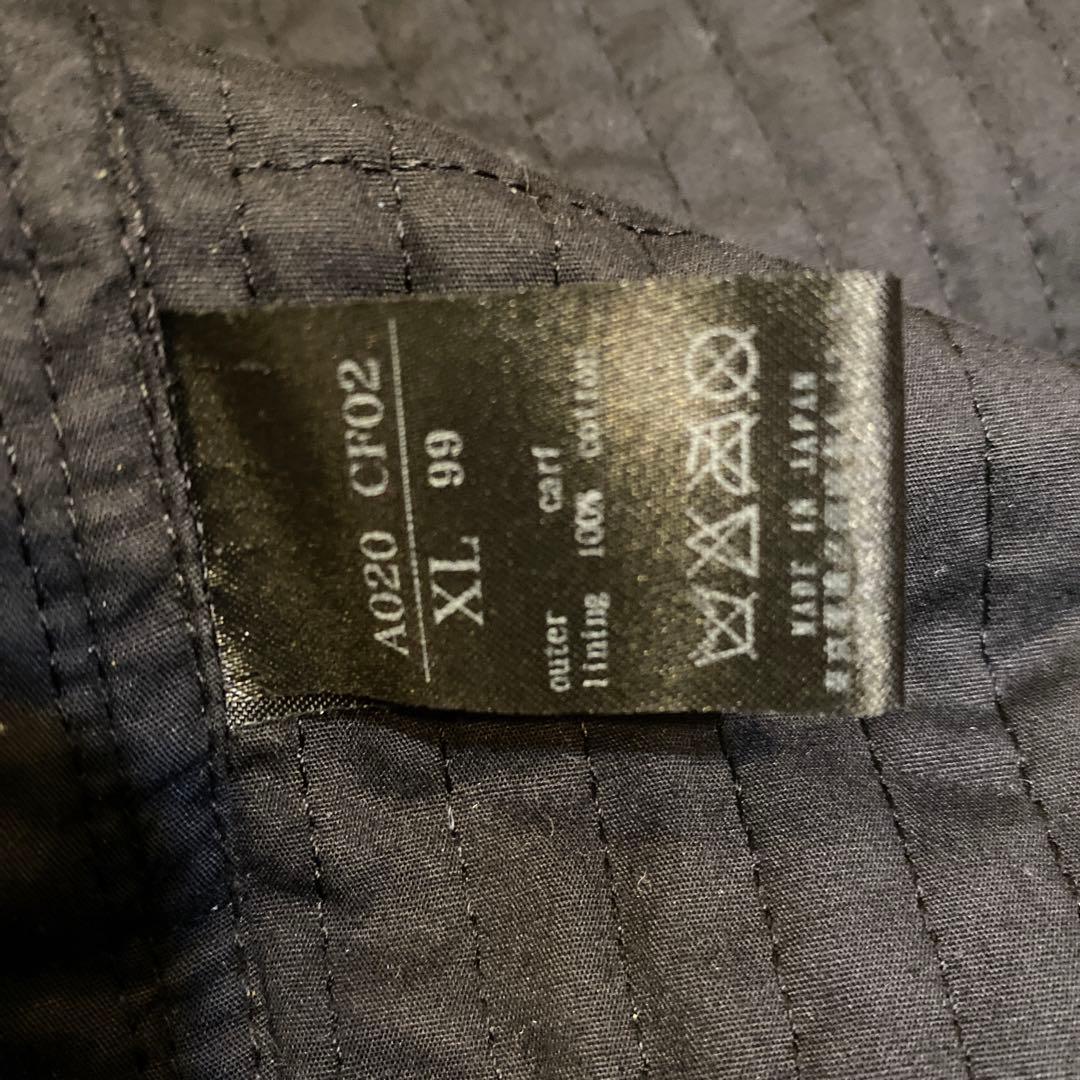 A020 CF02
XL 99
outer carf
lining 100% cotton
MADE IN JAPAN